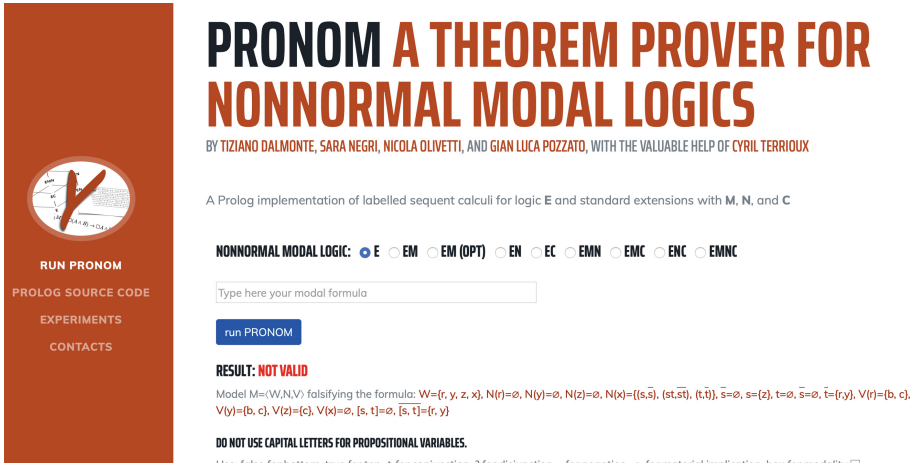 PRONOM A THEOREM PROVER FOR
NONNORMAL MODAL LOGICS
BY TIZIANO DALMONTE, SARA NEGRI, NICOLA OLIVETTI, AND GIAN LUCA POZZATO, WITH THE VALUABLE HELP OF CYRIL TERRIOUX
A Prolog implementation of labelled sequent calculi for logic E and standard extensions with M, N, and C
RUN PRONOM
PROLOG SOURCE CODE
EXPERIMENTS
CONTACTS
NONNORMAL MODAL LOGIC: E EM EM (OPT) EN EC EMN EMC ENC EMNC
Type here your modal formula
run PRONOM
RESULT: NOT VALID
Model M=⟨W,N,V⟩ falsifying the formula: W={r, y, z, x}, N(r)=∅, N(y)=∅, N(z)=∅, N(x)={(s,s̅), (st,s̅t̅), (t,t̅)}, s̅=∅, s={z}, t=∅, s̅=∅, t̅={r,y}, V(r)={b, c},
V(y)={b, c}, V(z)={c}, V(x)=∅, [s, t]=∅, [̅s̅,̅ ̅t̅]̅={r, y}
DO NOT USE CAPITAL LETTERS FOR PROPOSITIONAL VARIABLES.